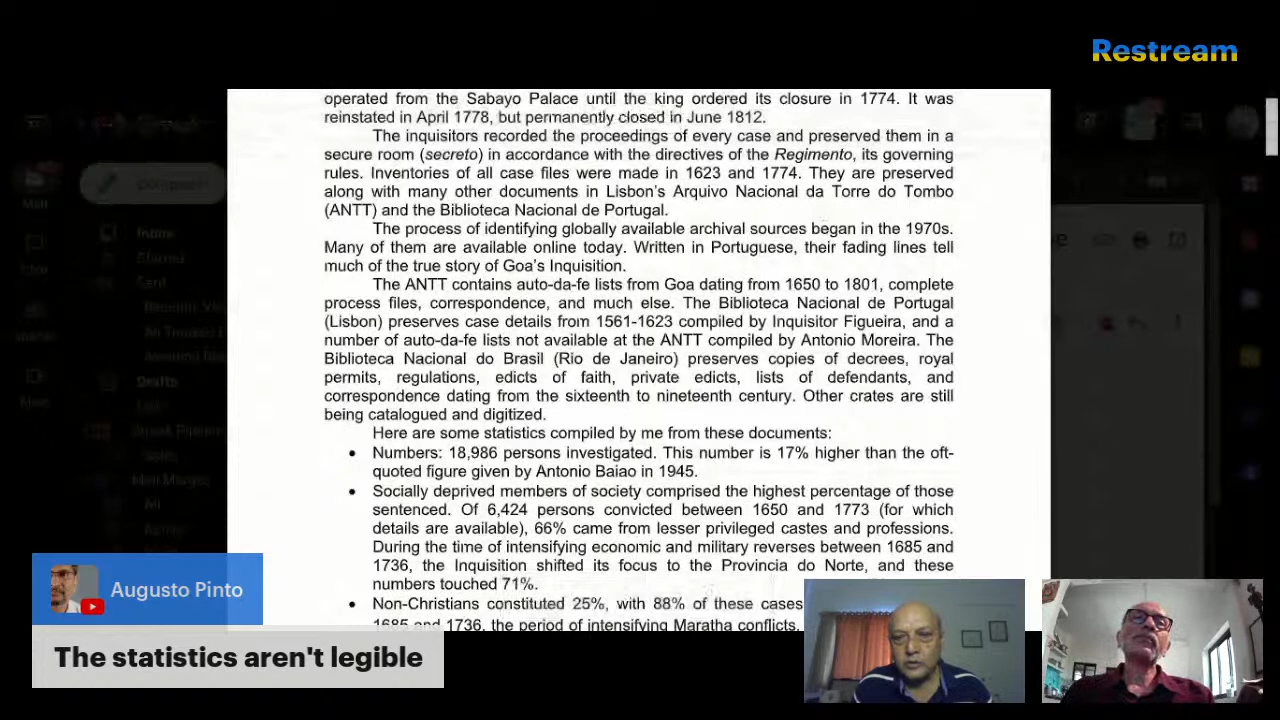 Restream
operated from the Sabayo Palace until the king ordered its closure in 1774. It was
reinstated in April 1778, but permanently closed in June 1812.
The inquisitors recorded the proceedings of every case and preserved them in a
secure room (secreto) in accordance with the directives of the Regimento, its governing
rules. Inventories of all case files were made in 1623 and 1774. They are preserved
along with many other documents in Lisbon's Arquivo Nacional da Torre do Tombo
(ANTT) and the Biblioteca Nacional de Portugal.
The process of identifying globally available archival sources began in the 1970s.
Many of them are available online today. Written in Portuguese, their fading lines tell
much of the true story of Goa's Inquisition.
The ANTT contains auto-da-fe lists from Goa dating from 1650 to 1801, complete
process files, correspondence, and much else. The Biblioteca Nacional de Portugal
(Lisbon) preserves case details from 1561-1623 compiled by Inquisitor Figueira, and a
number of auto-da-fe lists not available at the ANTT compiled by Antonio Moreira. The
Biblioteca Nacional do Brasil (Rio de Janeiro) preserves copies of decrees, royal
permits, regulations, edicts of faith, private edicts, lists of defendants, and
correspondence dating from the sixteenth to nineteenth century. Other crates are still
being catalogued and digitized.
Here are some statistics compiled by me from these documents:
• Numbers: 18,986 persons investigated. This number is 17% higher than the oft-
quoted figure given by Antonio Baiao in 1945.
• Socially deprived members of society comprised the highest percentage of those
sentenced. Of 6,424 persons convicted between 1650 and 1773 (for which
details are available), 66% came from lesser privileged castes and professions.
During the time of intensifying economic and military reverses between 1685 and
1736, the Inquisition shifted its focus to the Provincia do Norte, and these
numbers touched 71%.
• Non-Christians constituted 25%, with 88% of these cases
1685 and 1736, the period of intensifying Maratha conflicts.
Inbox
Starred
Sent
Drafts
Mail
Augusto Pinto
The statistics aren't legible